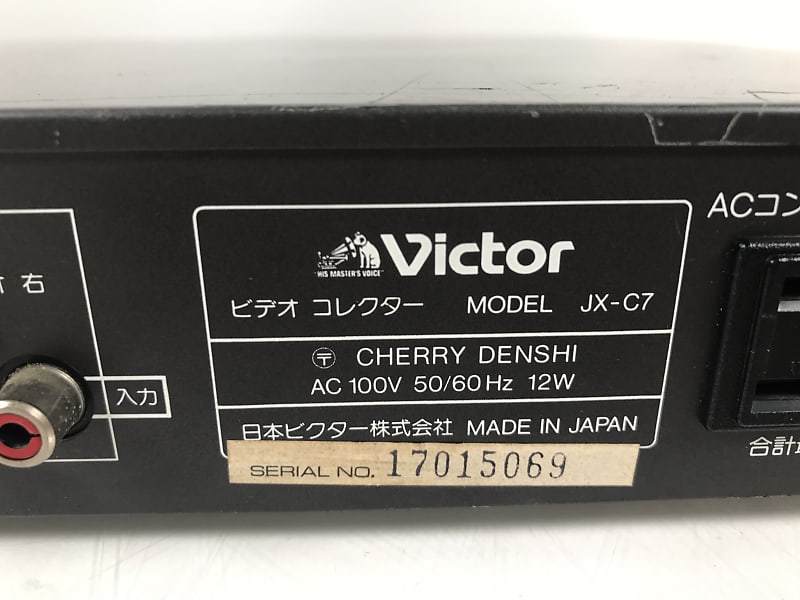 Victor
"HIS MASTER'S VOICE"
ビデオ コレクター MODEL JX-C7
〒 CHERRY DENSHI
AC 100V 50/60Hz 12W
日本ビクター株式会社 MADE IN JAPAN
SERIAL NO. 17015069
右
入力
ACコン
合計